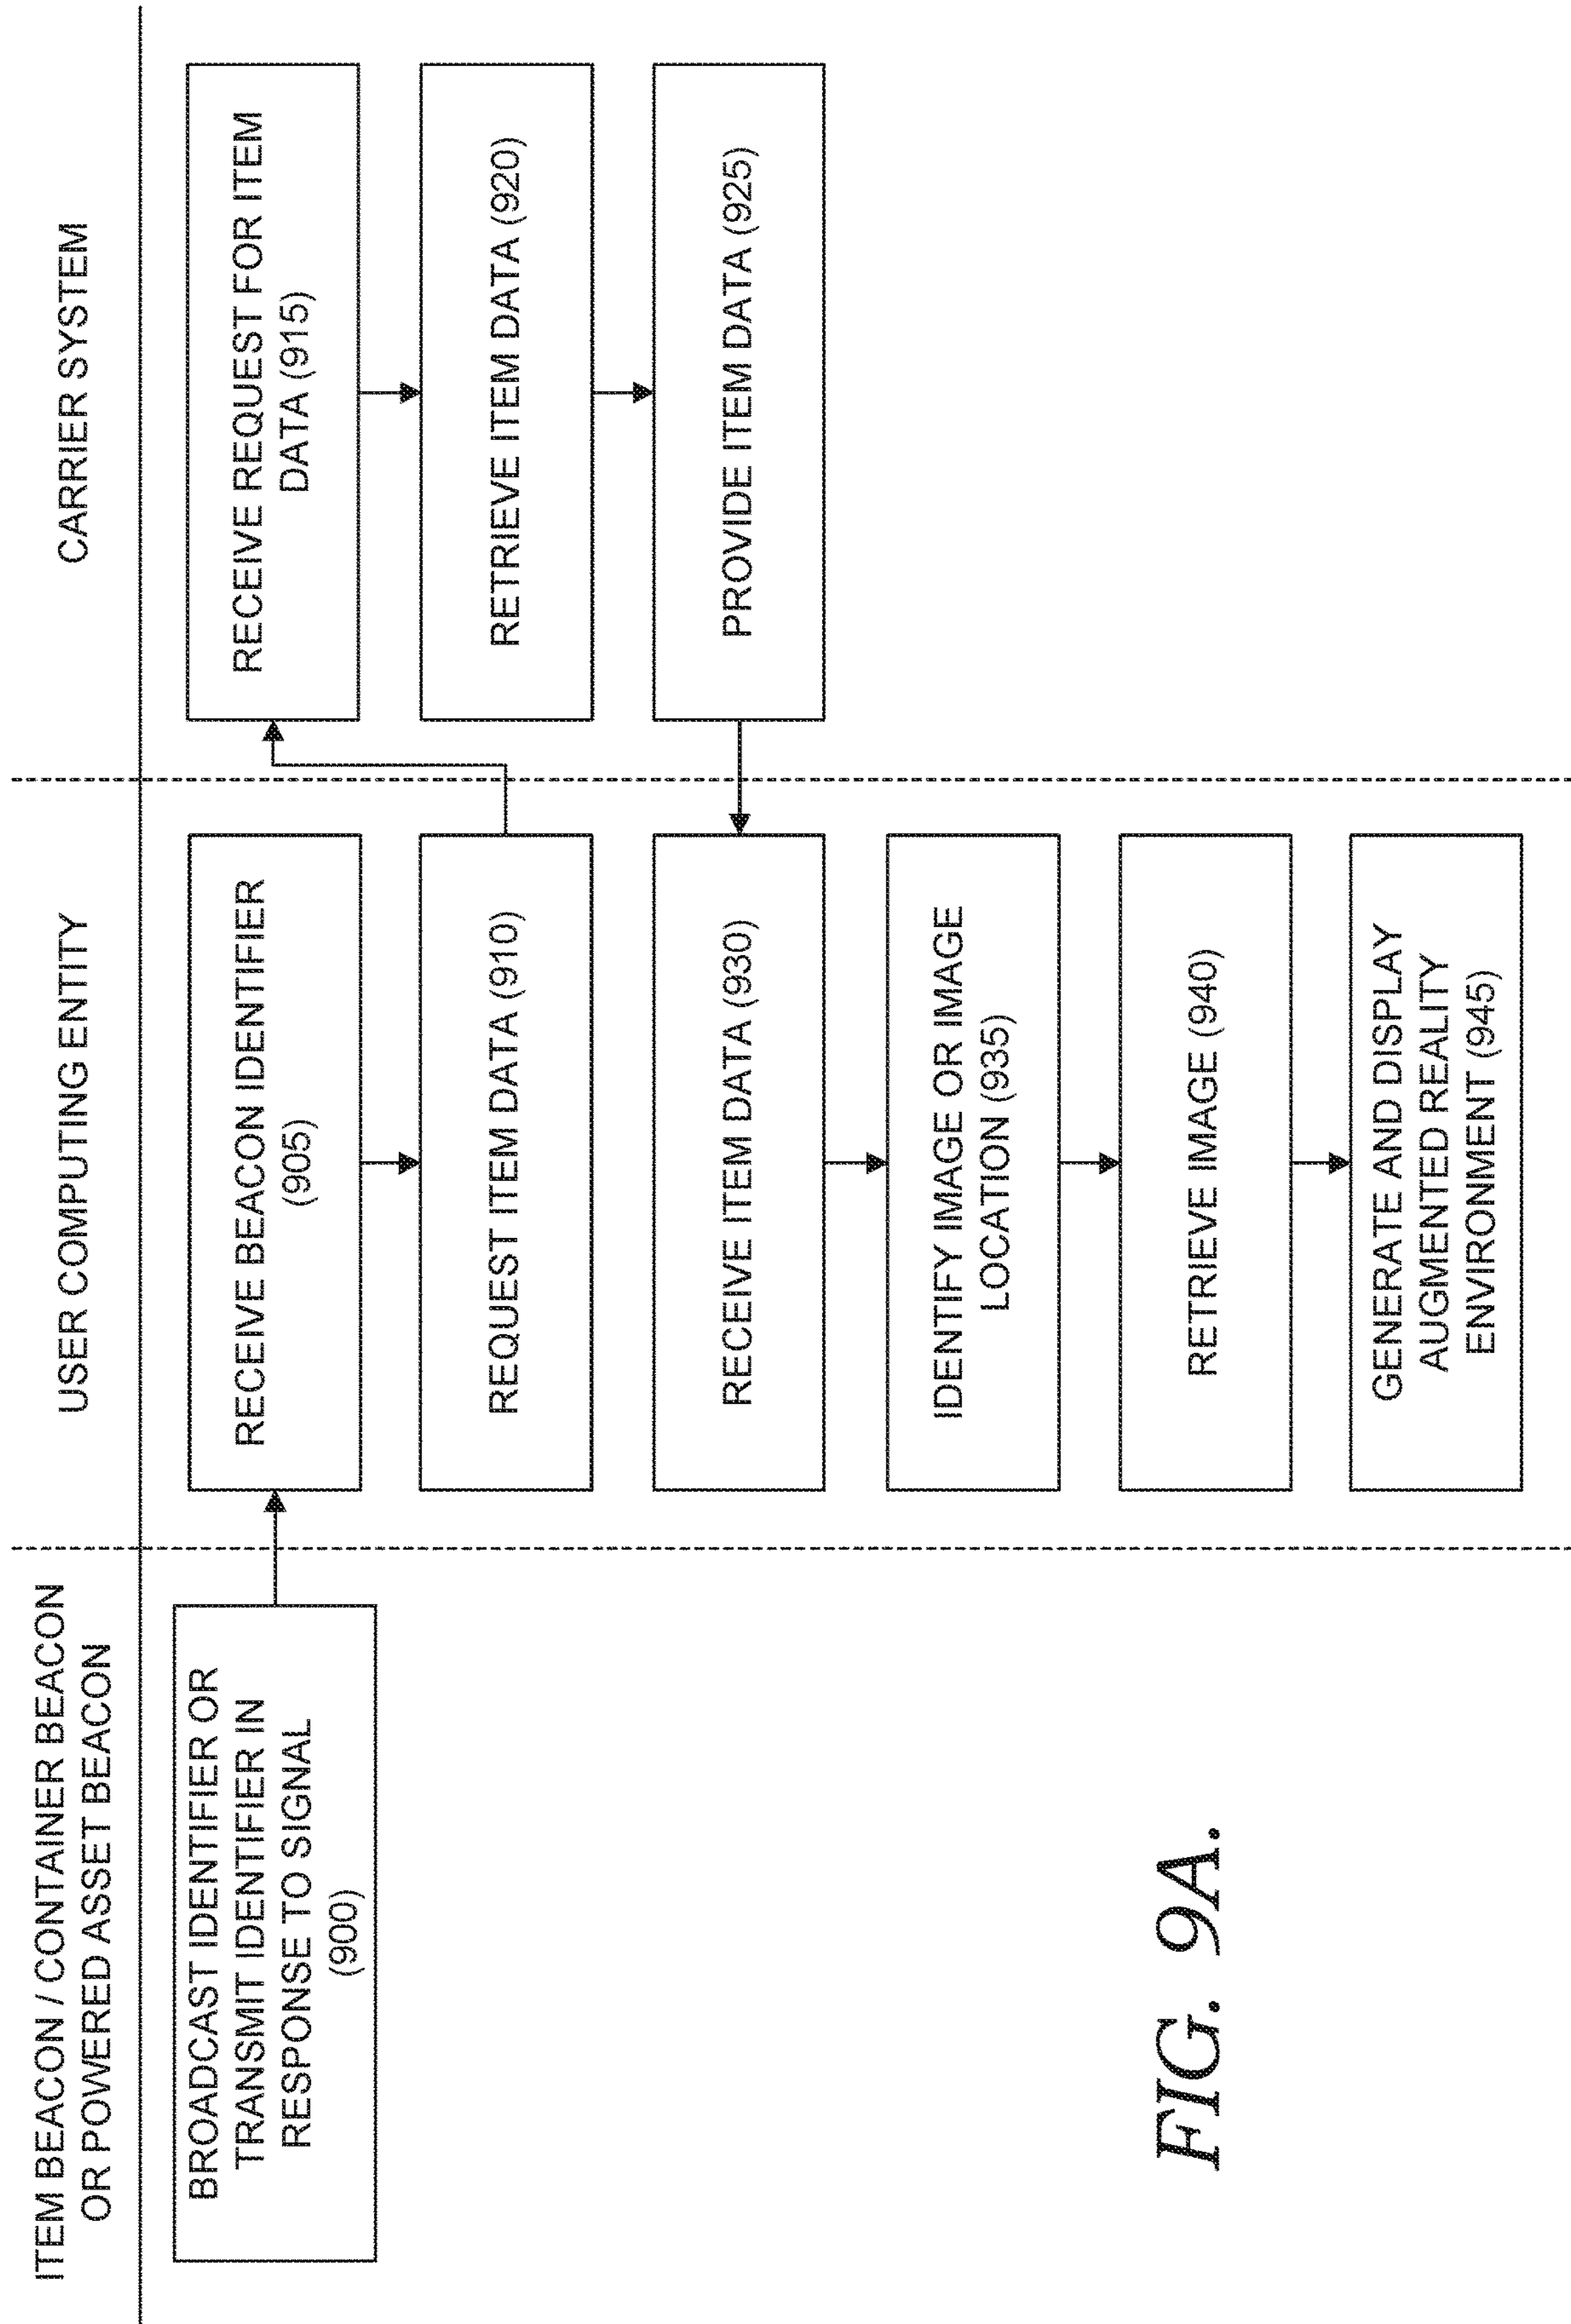 ITEM BEACON / CONTAINER BEACON
OR POWERED ASSET BEACON
USER COMPUTING ENTITY
CARRIER SYSTEM
BROADCAST IDENTIFIER OR
TRANSMIT IDENTIFIER IN
RESPONSE TO SIGNAL
(900)
RECEIVE BEACON IDENTIFIER
(905)
REQUEST ITEM DATA (910)
RECEIVE REQUEST FOR ITEM
DATA (915)
RETRIEVE ITEM DATA (920)
PROVIDE ITEM DATA (925)
RECEIVE ITEM DATA (930)
IDENTIFY IMAGE OR IMAGE
LOCATION (935)
RETRIEVE IMAGE (940)
GENERATE AND DISPLAY
AUGMENTED REALITY
ENVIRONMENT (945)
FIG. 9A.